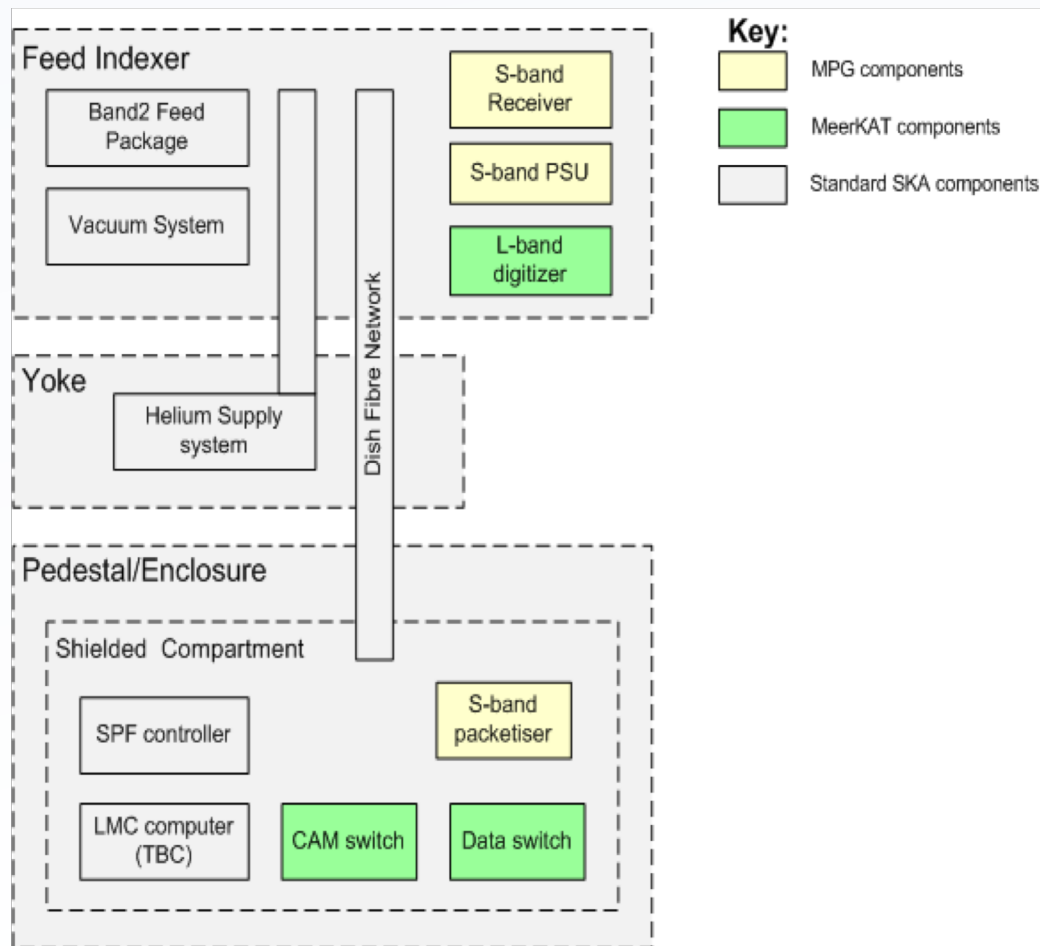 Feed Indexer
Band2 Feed
Package
Vacuum System
S-band
Receiver
S-band PSU
L-band
digitizer
Key:
MPG components
MeerKAT components
Standard SKA components
Dish Fibre Network
Yoke
Helium Supply
system
Pedestal/Enclosure
Shielded Compartment
SPF controller
S-band
packetiser
LMC computer
(TBC)
CAM switch
Data switch